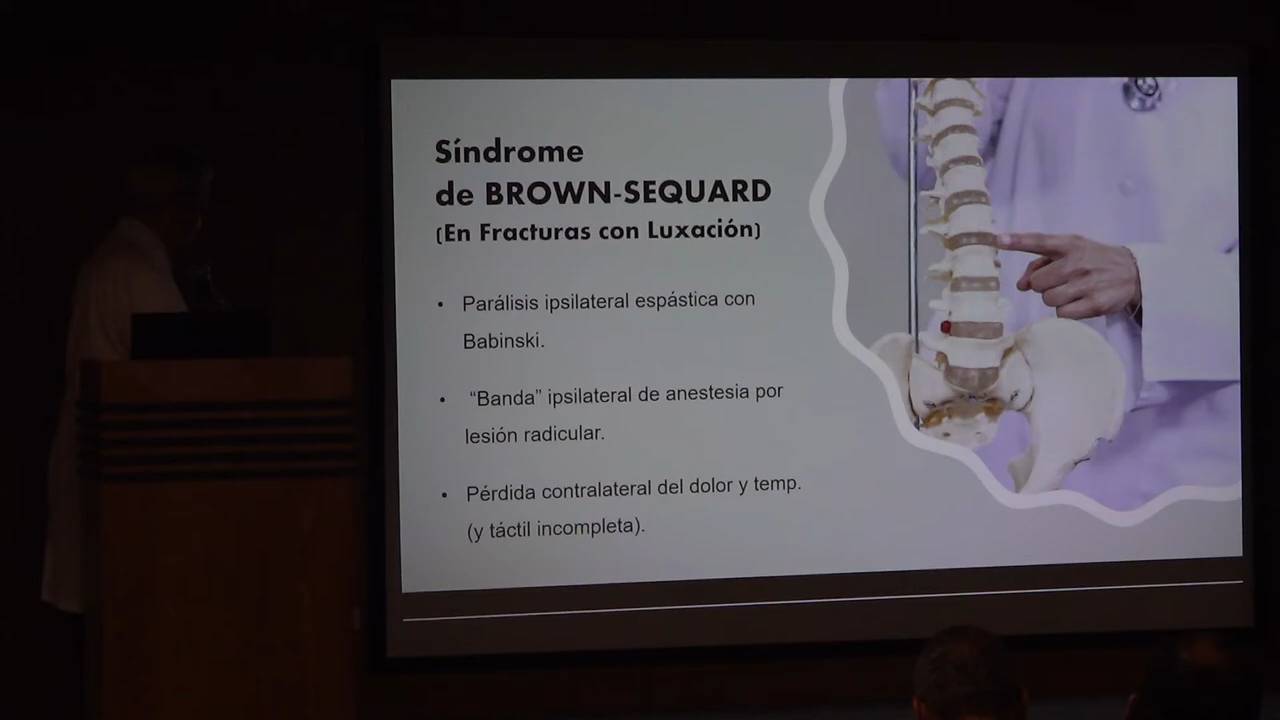 Síndrome
de BROWN-SEQUARD
(En Fracturas con Luxación)
• Parálisis ipsilateral espástica con
Babinski.
• “Banda” ipsilateral de anestesia por
lesión radicular.
• Pérdida contralateral del dolor y temp.
(y táctil incompleta).